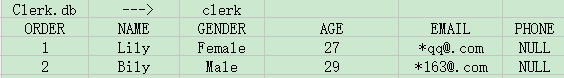 Clerk.db ---> clerk
ORDER NAME GENDER AGE EMAIL PHONE
1 Lily Female 27 *qq@.com NULL
2 Bily Male 29 *163@.com NULL